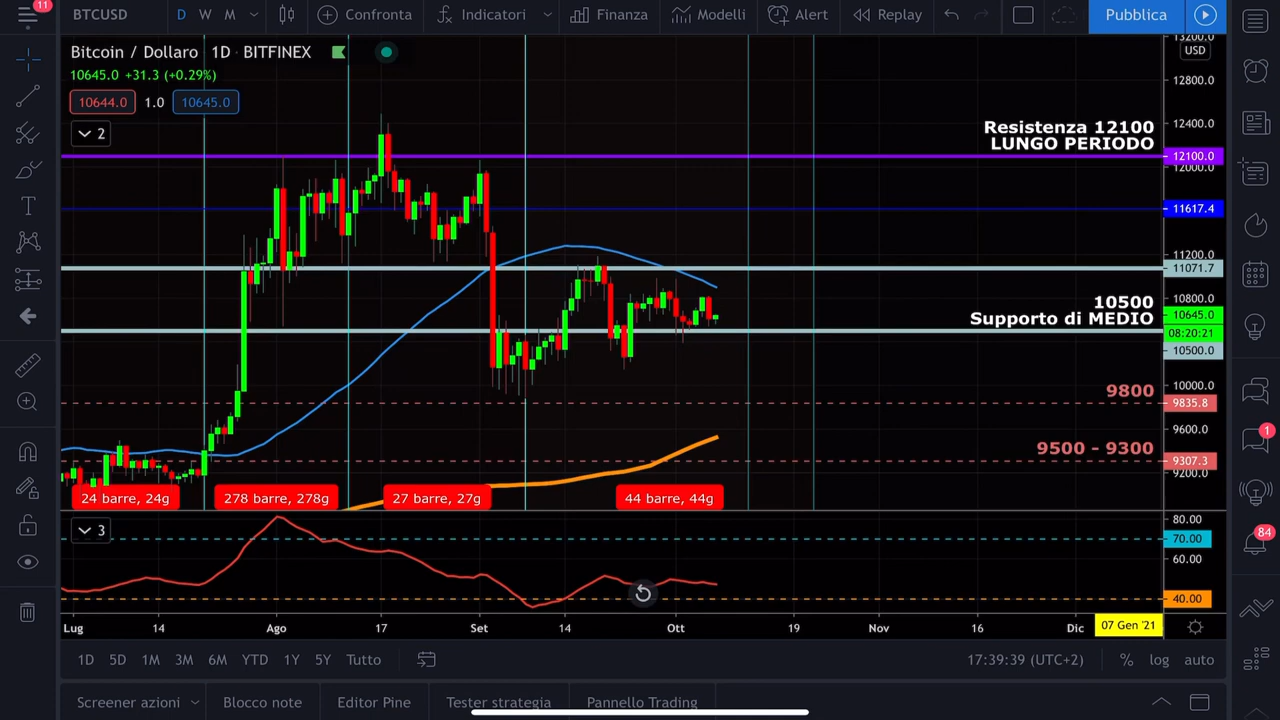 11
BTCUSD
D W M
Confronta
Indicatori
Finanza
Modelli
Alert
Replay
Pubblica
Bitcoin / Dollaro 1D BITFINEX
10645.0 +31.3 (+0.29%)
10644.0 1.0 10645.0
2
13200.0
USD
12800.0
12400.0
Resistenza 12100
LUNGO PERIODO
12100.0
12000.0
11617.4
11200.0
11071.7
10800.0
10500
Supporto di MEDIO
10645.0
08:20:21
10500.0
10000.0
9800
9835.8
9600.0
9500 - 9300
9307.3
9200.0
24 barre, 24g
278 barre, 278g
27 barre, 27g
44 barre, 44g
3
80.00
70.00
60.00
40.00
Lug 14 Ago 17 Set 14 Ott 19 Nov 16 Dic 07 Gen '21
1D 5D 1M 3M 6M YTD 1Y 5Y Tutto
17:39:39 (UTC+2) % log auto
Screener azioni
Blocco note
Editor Pine
Tester strategia
Pannello Trading
1
84